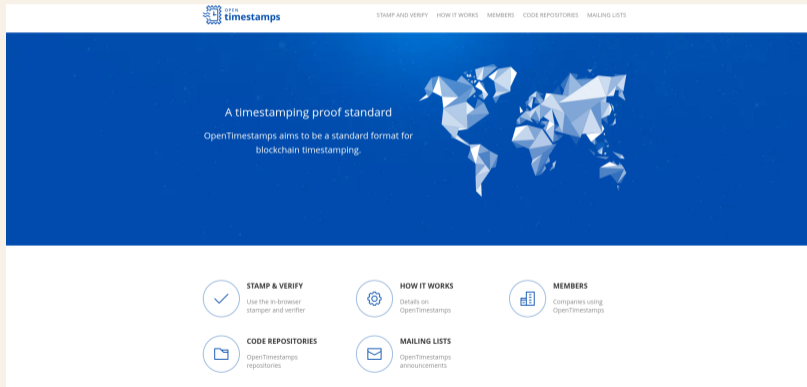 OPEN
timestamps
STAMP AND VERIFY HOW IT WORKS MEMBERS CODE REPOSITORIES MAILING LISTS
A timestamping proof standard
OpenTimestamps aims to be a standard format for
blockchain timestamping.
STAMP & VERIFY
Use the in-browser
stamper and verifier
HOW IT WORKS
Details on
OpenTimestamps
MEMBERS
Companies using
OpenTimestamps
CODE REPOSITORIES
OpenTimestamps
repositories
MAILING LISTS
OpenTimestamps
announcements